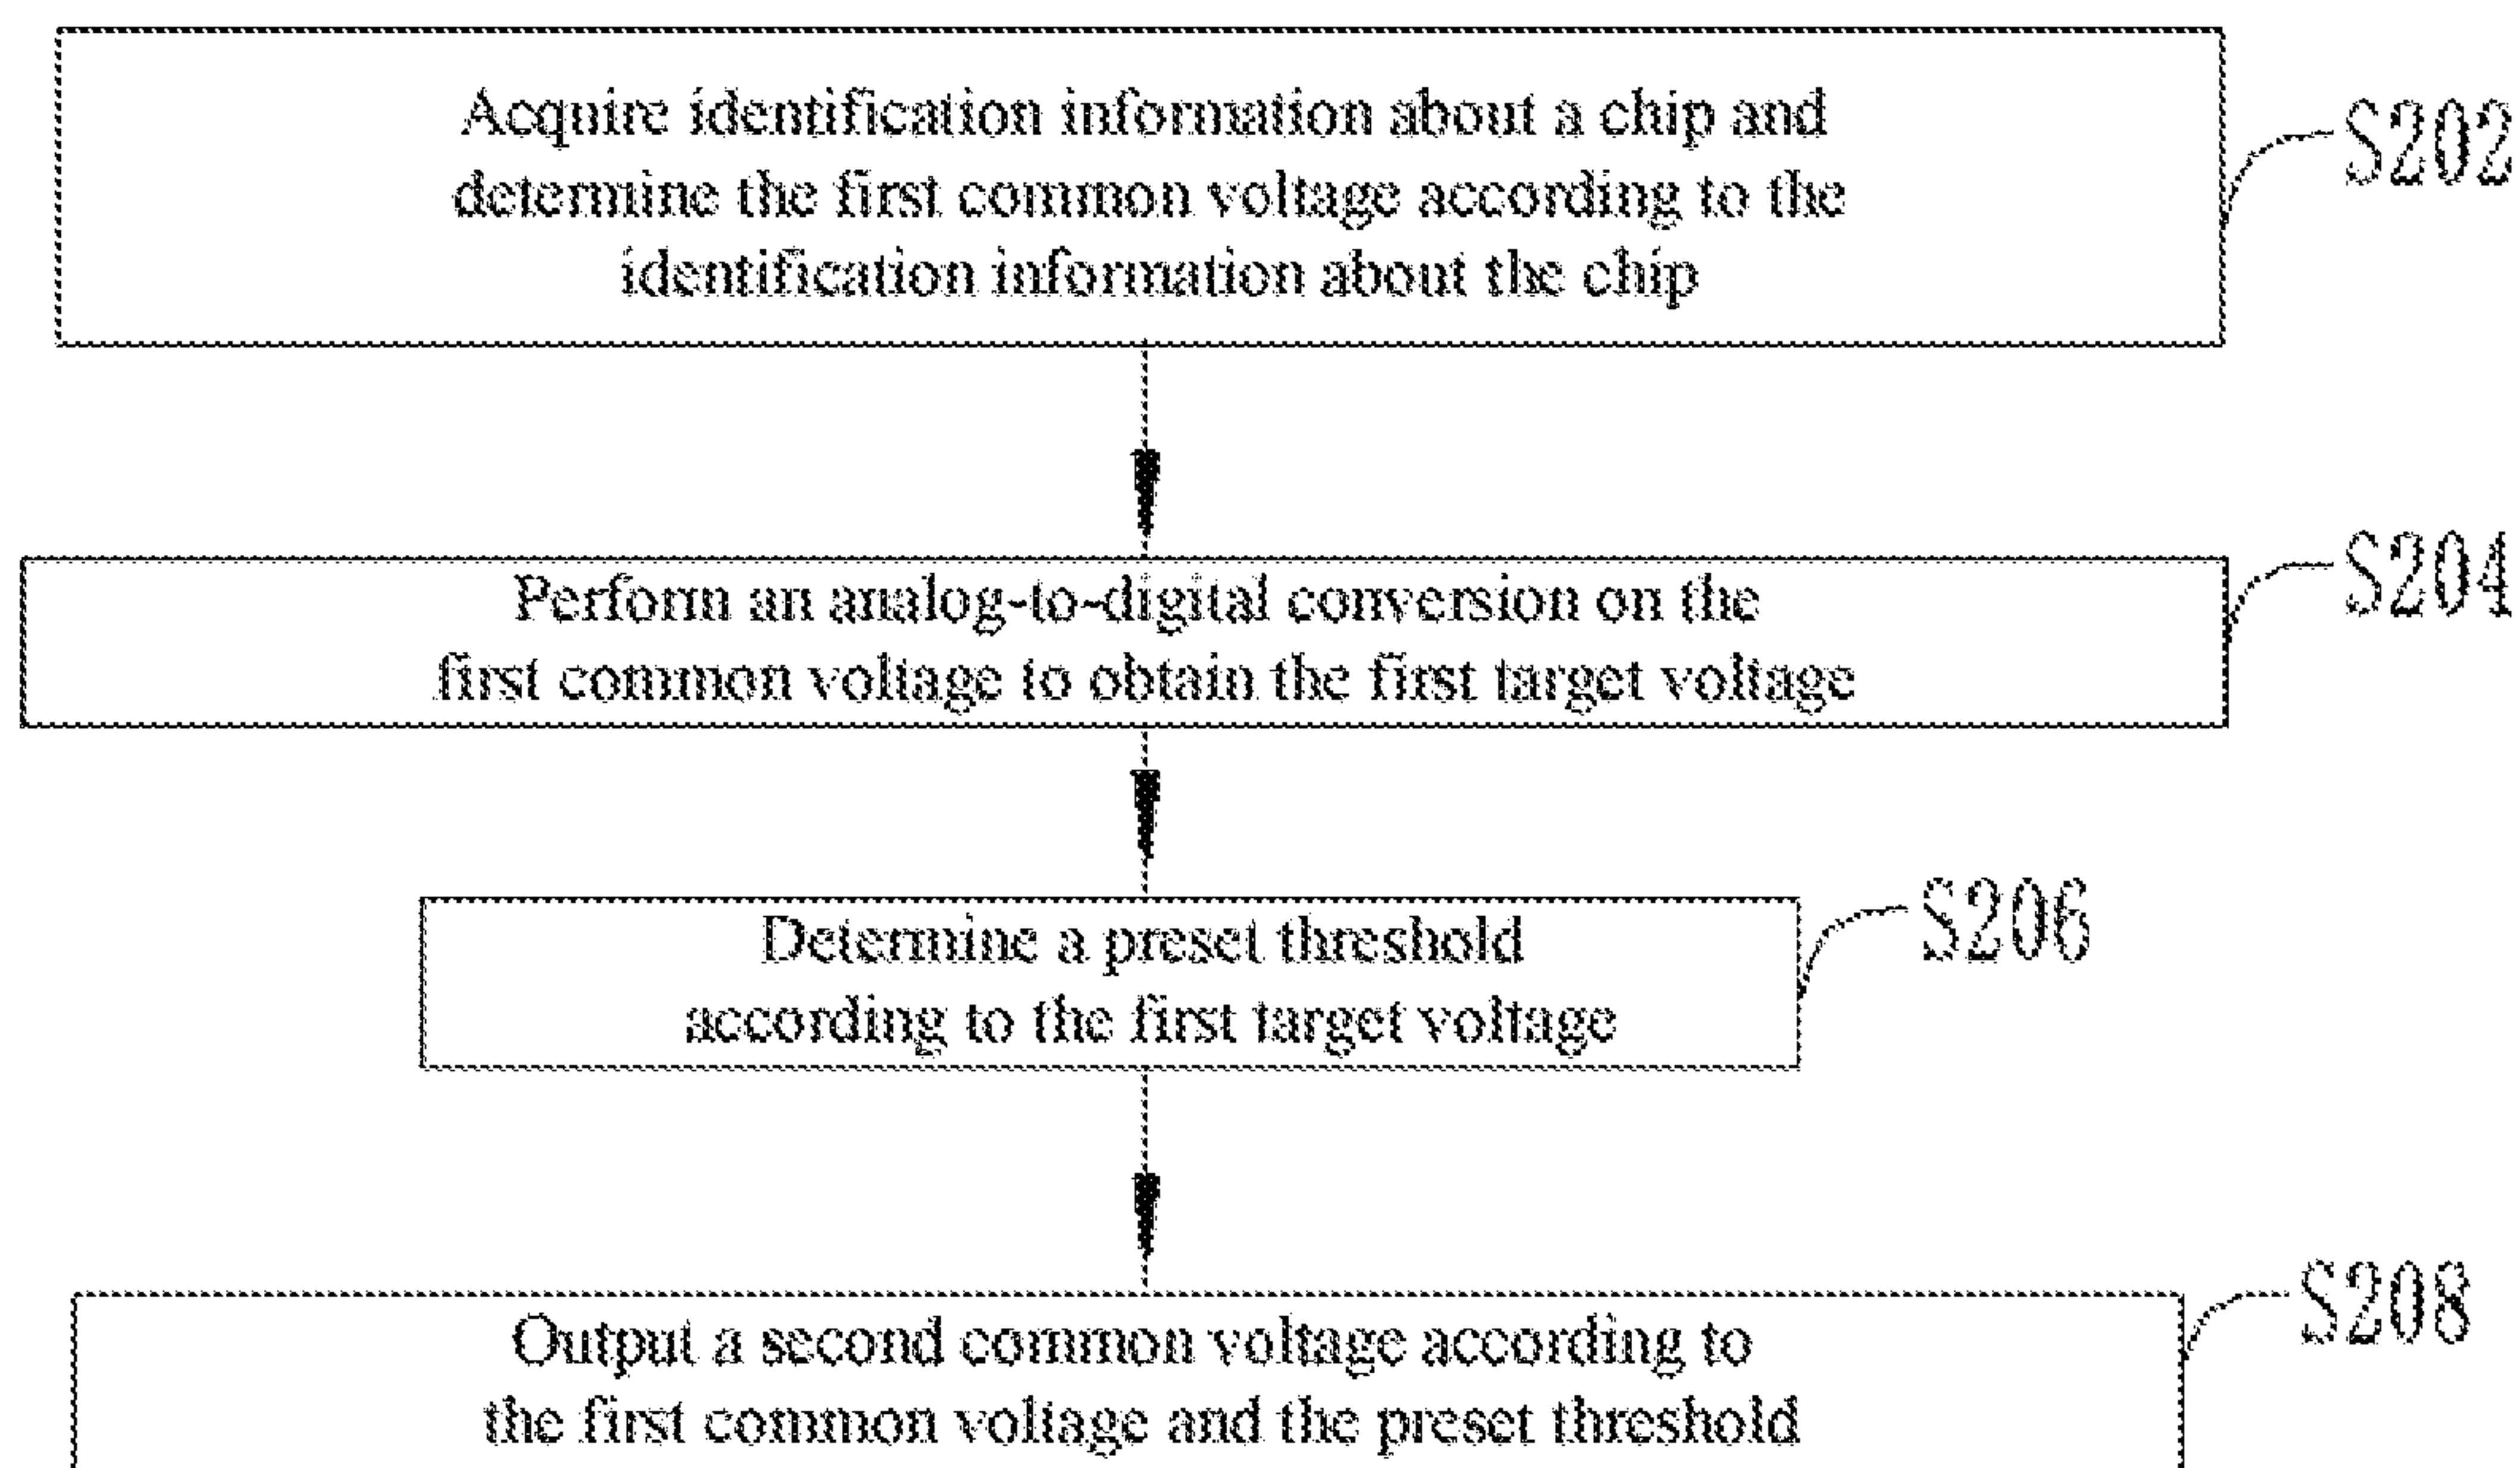 Acquire identification information about a chip and
determine the first common voltage according to the
identification information about the chip
S202
Perform an analog-to-digital conversion on the
first common voltage to obtain the first target voltage
S204
Determine a preset threshold
according to the first target voltage
S206
Output a second common voltage according to
the first common voltage and the preset threshold
S208